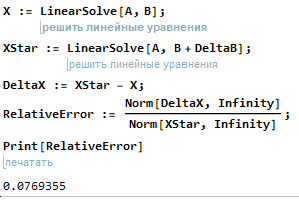 X := LinearSolve[A, B];
решить линейные уравнения
XStar := LinearSolve[A, B + DeltaB];
решить линейные уравнения
DeltaX := XStar - X;
RelativeError := Norm[DeltaX, Infinity] / Norm[XStar, Infinity];
Print[RelativeError]
печатать
0.0769355